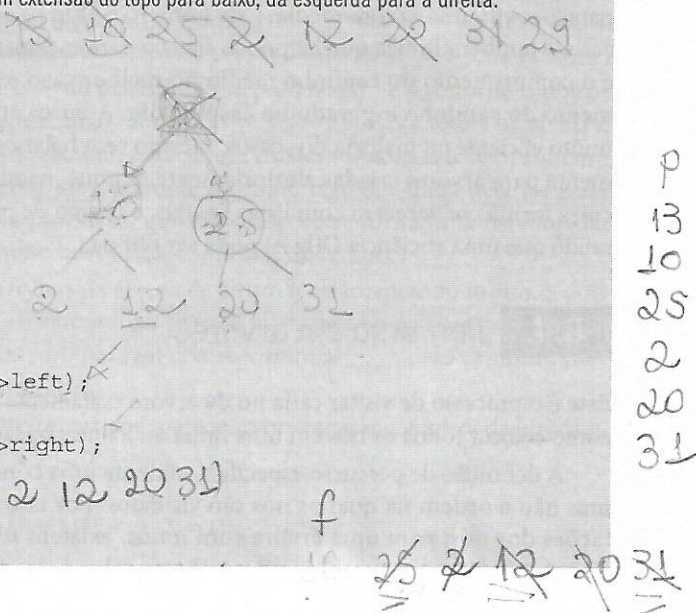 m extensão do topo para baixo, da esquerda para a direita.
13 10 25 2 12 20 31 29
10 25
2 12 20 31
>left);
>right);
2 12 20 31
f
25 2 12 20 31
p
13
10
25
2
20
31